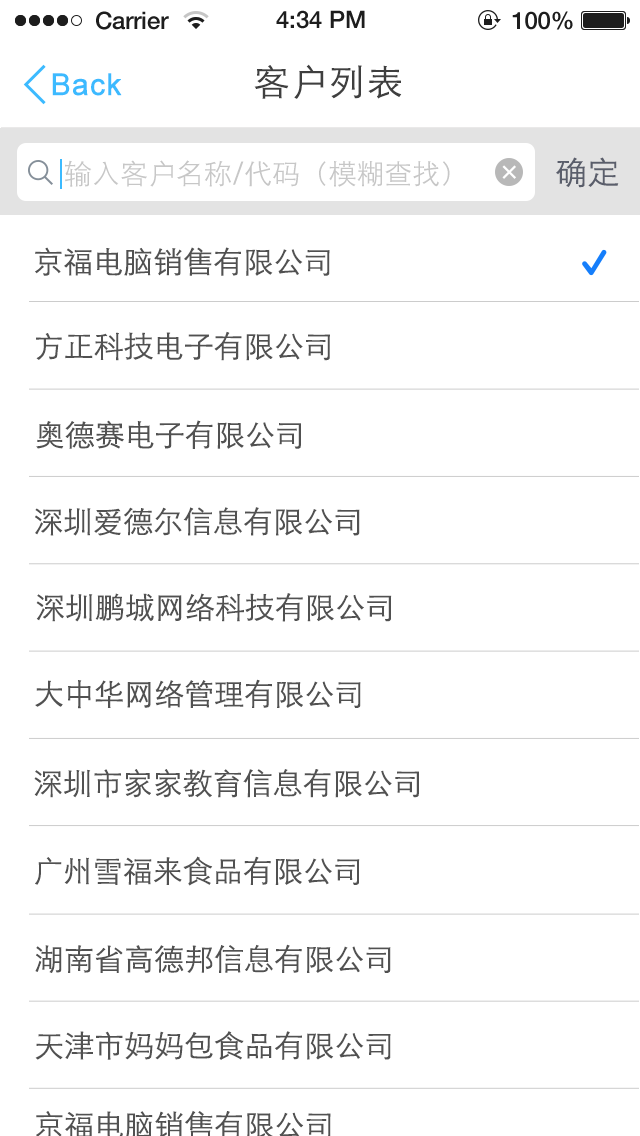 Carrier 4:34 PM 100%
Back 客户列表
输入客户名称/代码（模糊查找） 确定
京福电脑销售有限公司
方正科技电子有限公司
奥德赛电子有限公司
深圳爱德尔信息有限公司
深圳鹏城网络科技有限公司
大中华网络管理有限公司
深圳市家家教育信息有限公司
广州雪福来食品有限公司
湖南省高德邦信息有限公司
天津市妈妈包食品有限公司
京福电脑销售有限公司